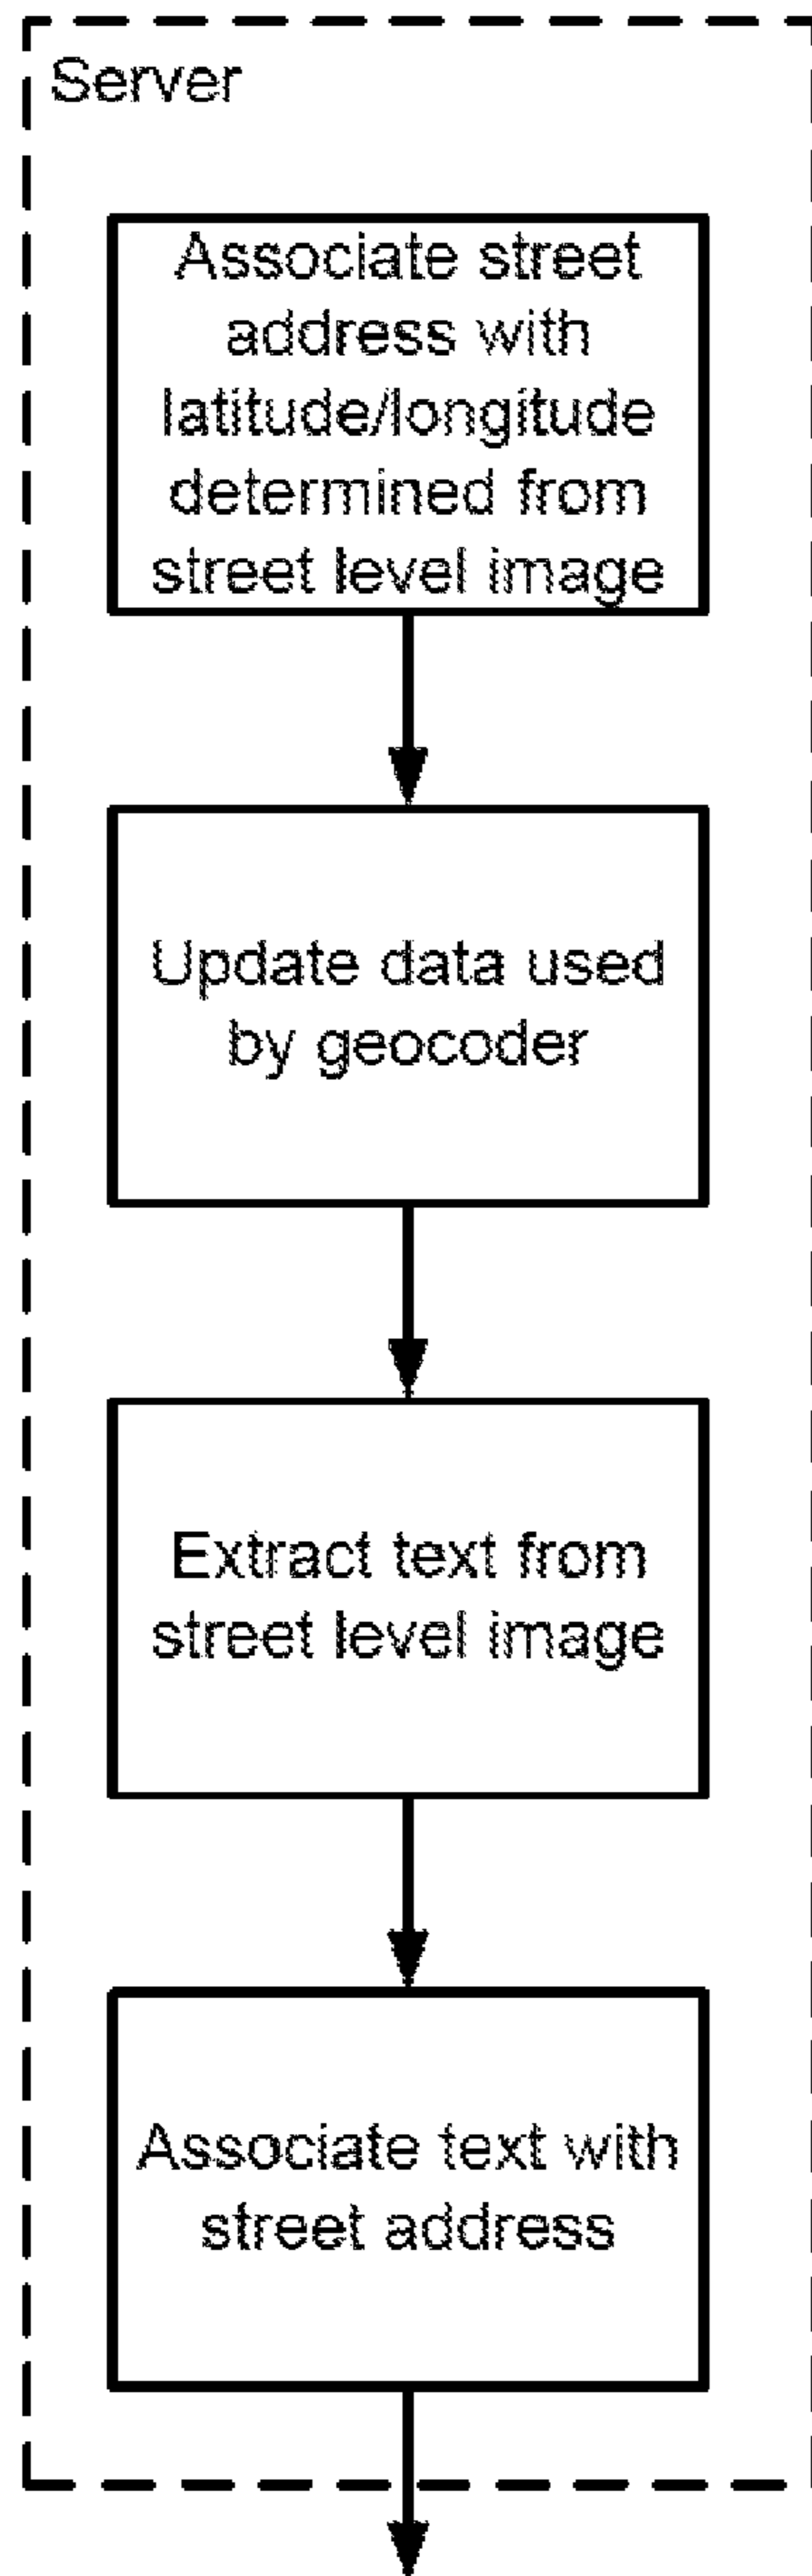 Server
Associate street
address with
latitude/longitude
determined from
street level image
Update data used
by geocoder
Extract text from
street level image
Associate text with
street address